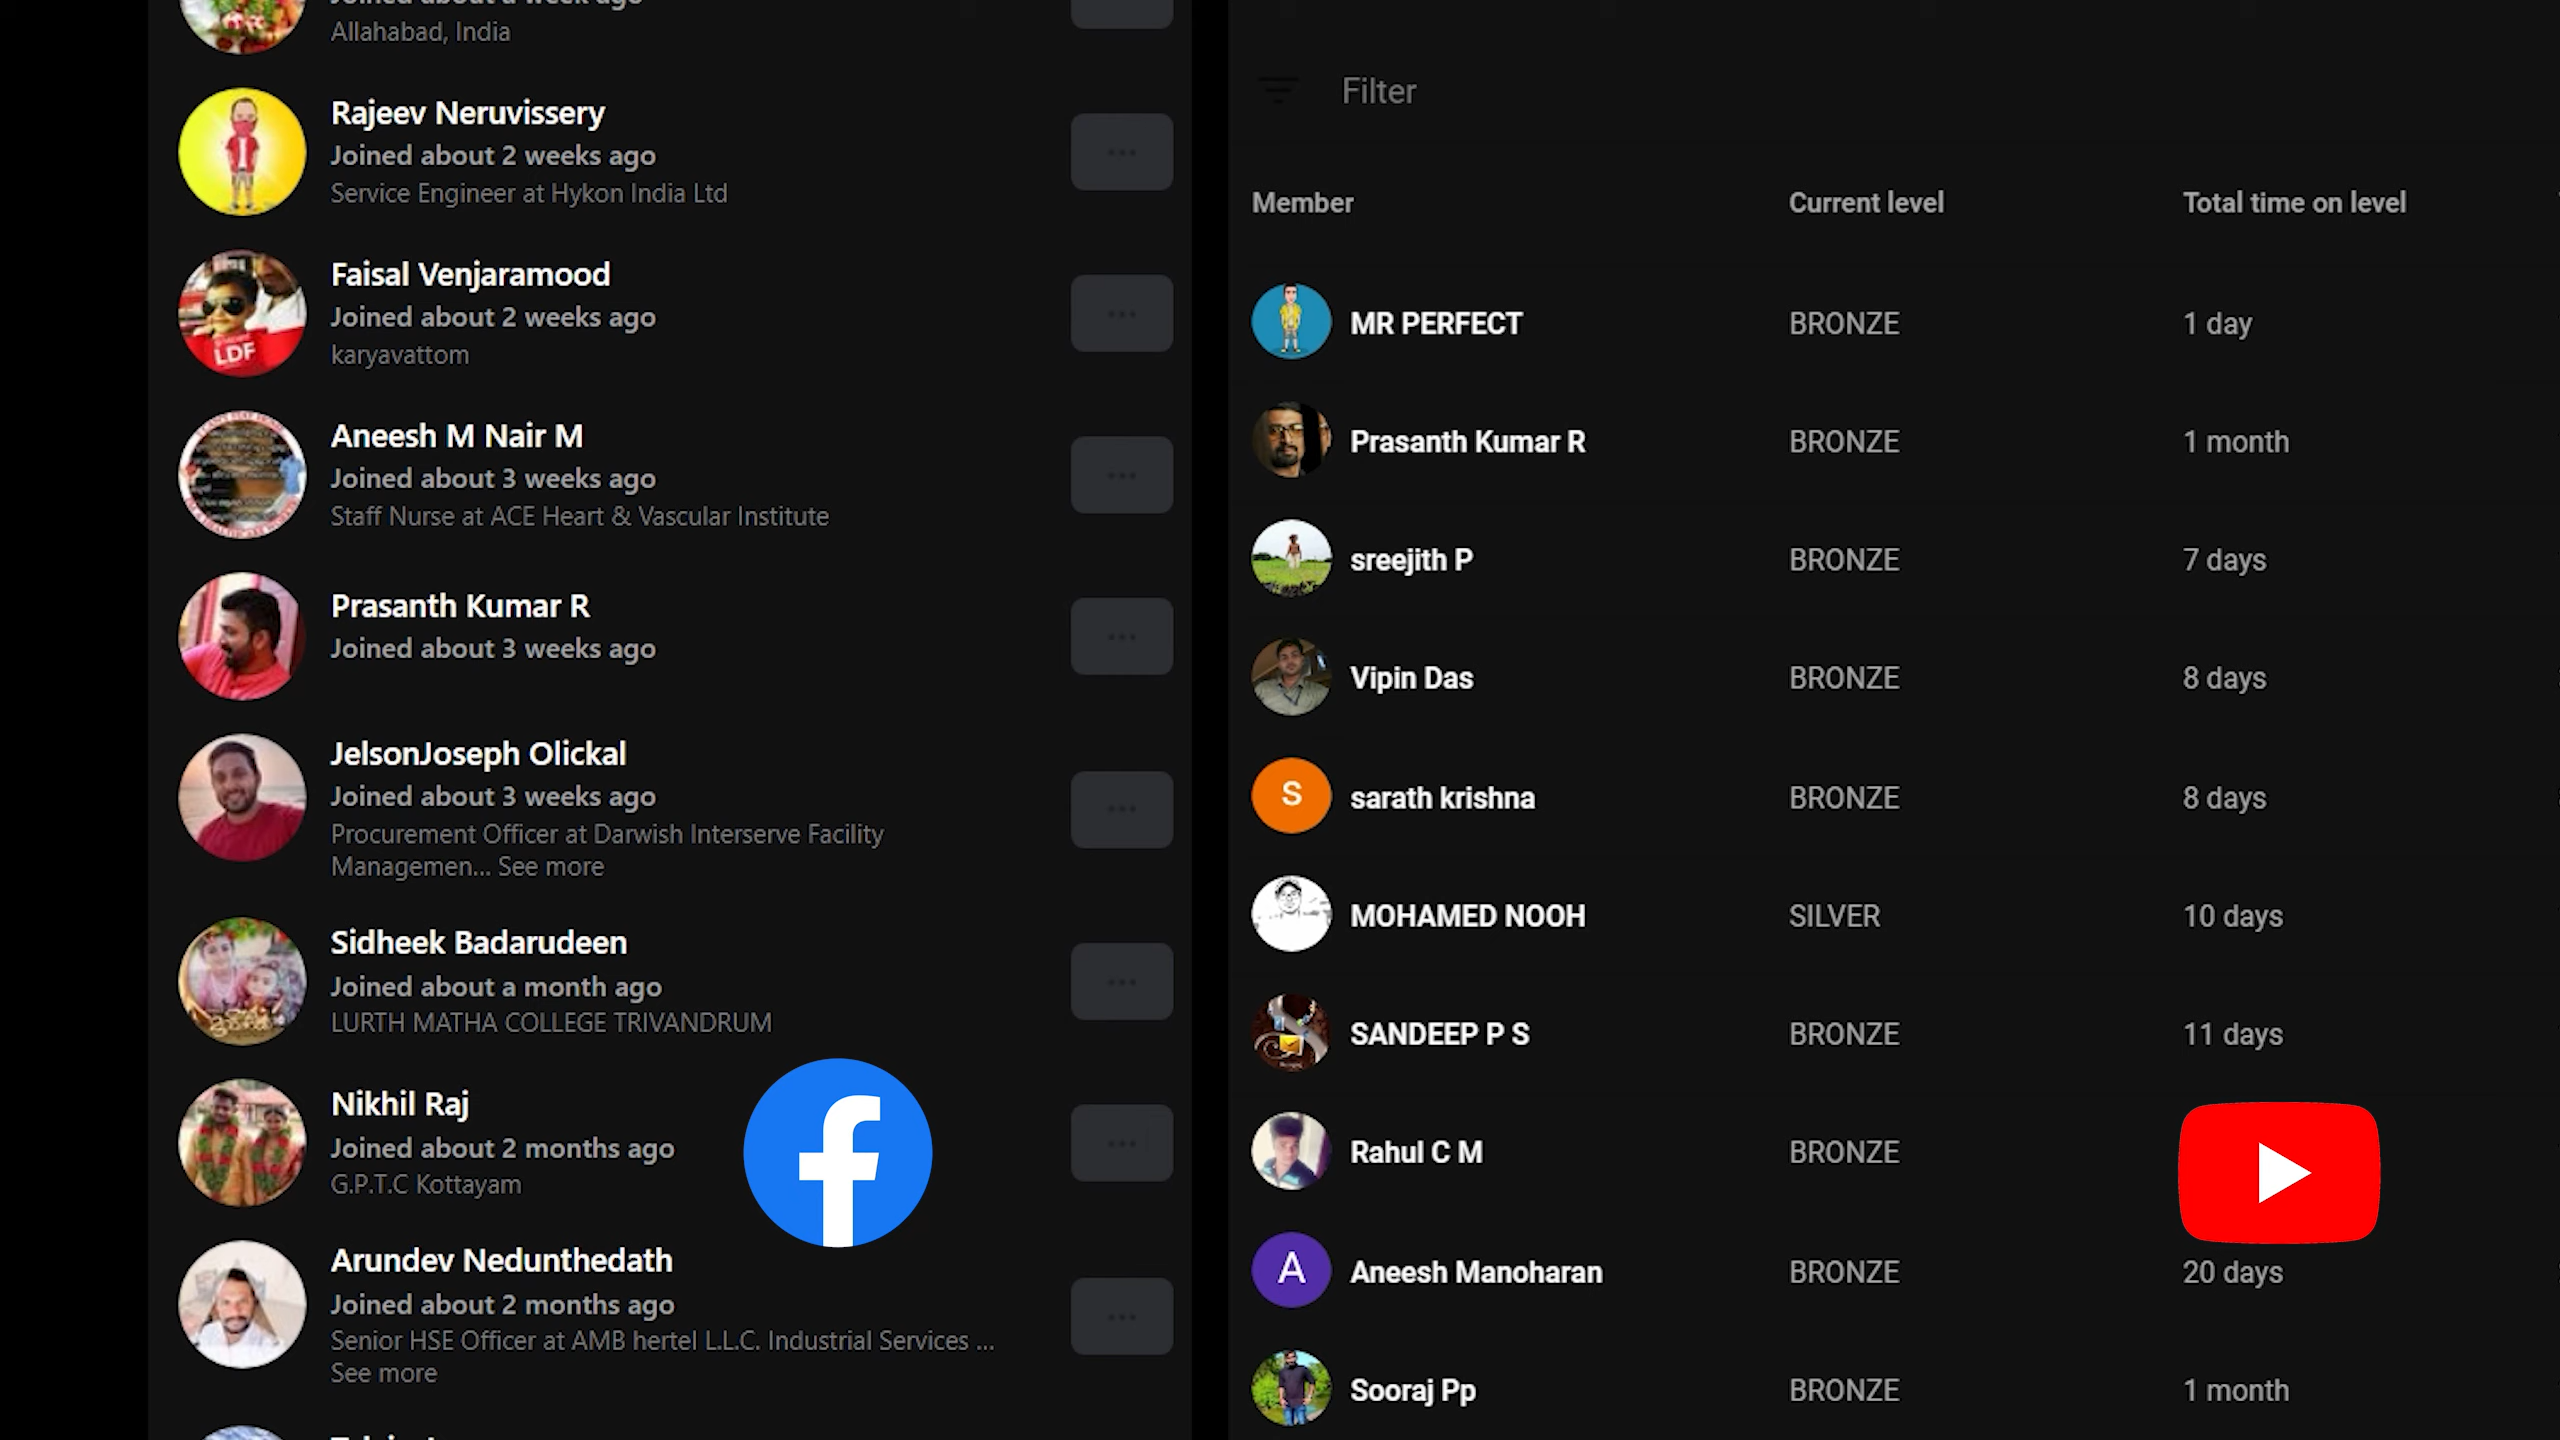 Allahabad, India
Rajeev Neruvissery
Joined about 2 weeks ago
Service Engineer at Hykon India Ltd
Faisal Venjaramood
Joined about 2 weeks ago
karyavattom
LDF
Aneesh M Nair M
Joined about 3 weeks ago
Staff Nurse at ACE Heart & Vascular Institute
Prasanth Kumar R
Joined about 3 weeks ago
JelsonJoseph Olickal
Joined about 3 weeks ago
Procurement Officer at Darwish Interserve Facility
Managemen... See more
Sidheek Badarudeen
Joined about a month ago
LURTH MATHA COLLEGE TRIVANDRUM
Nikhil Raj
Joined about 2 months ago
G.P.T.C Kottayam
Arundev Nedunthedath
Joined about 2 months ago
Senior HSE Officer at AMB hertel L.L.C. Industrial Services ...
See more
Filter
Member Current level Total time on level
MR PERFECT BRONZE 1 day
Prasanth Kumar R BRONZE 1 month
sreejith P BRONZE 7 days
Vipin Das BRONZE 8 days
S sarath krishna BRONZE 8 days
MOHAMED NOOH SILVER 10 days
SANDEEP P S BRONZE 11 days
Rahul C M BRONZE
A Aneesh Manoharan BRONZE 20 days
Sooraj Pp BRONZE 1 month